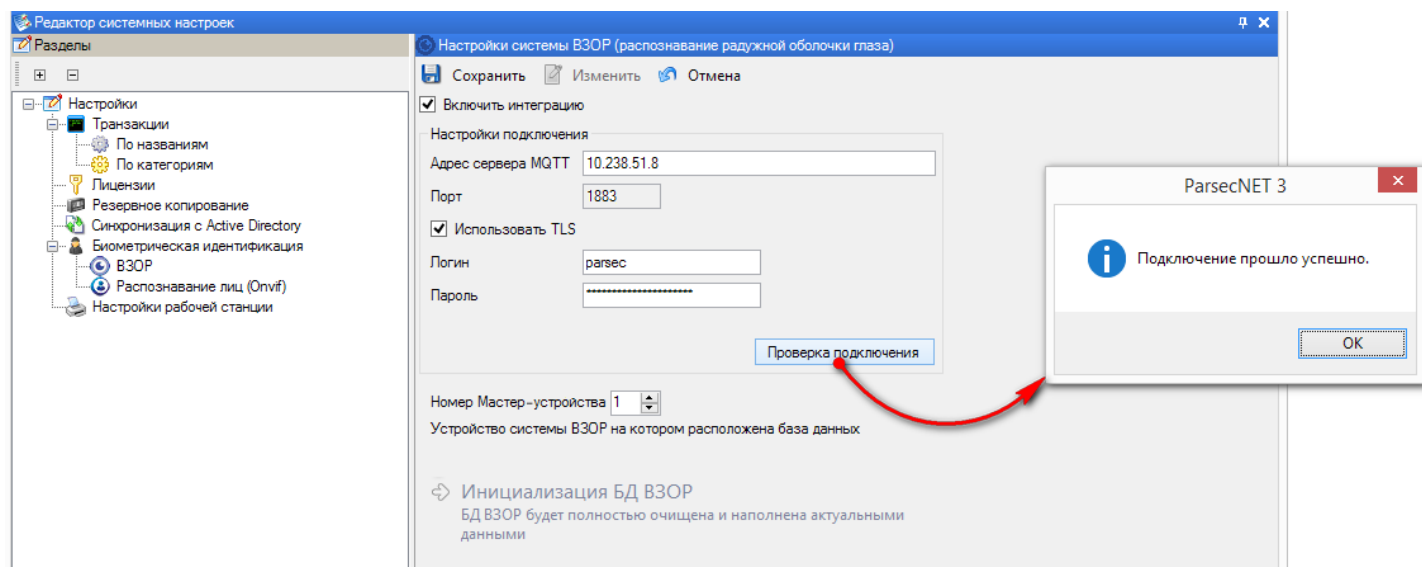 Редактор системных настроек
Разделы
Настройки
Транзакции
По названиям
По категориям
Лицензии
Резервное копирование
Синхронизация с Active Directory
Биометрическая идентификация
ВЗОР
Распознавание лиц (Onvif)
Настройки рабочей станции
Настройки системы ВЗОР (распознавание радужной оболочки глаза)
Сохранить Изменить Отмена
Включить интеграцию
Настройки подключения
Адрес сервера MQTT 10.238.51.8
Порт 1883
Использовать TLS
Логин parsec
Пароль **********************
Проверка подключения
Номер Мастер-устройства 1
Устройство системы ВЗОР на котором расположена база данных
Инициализация БД ВЗОР
БД ВЗОР будет полностью очищена и наполнена актуальными
данными
ParsecNET 3
Подключение прошло успешно.
OK